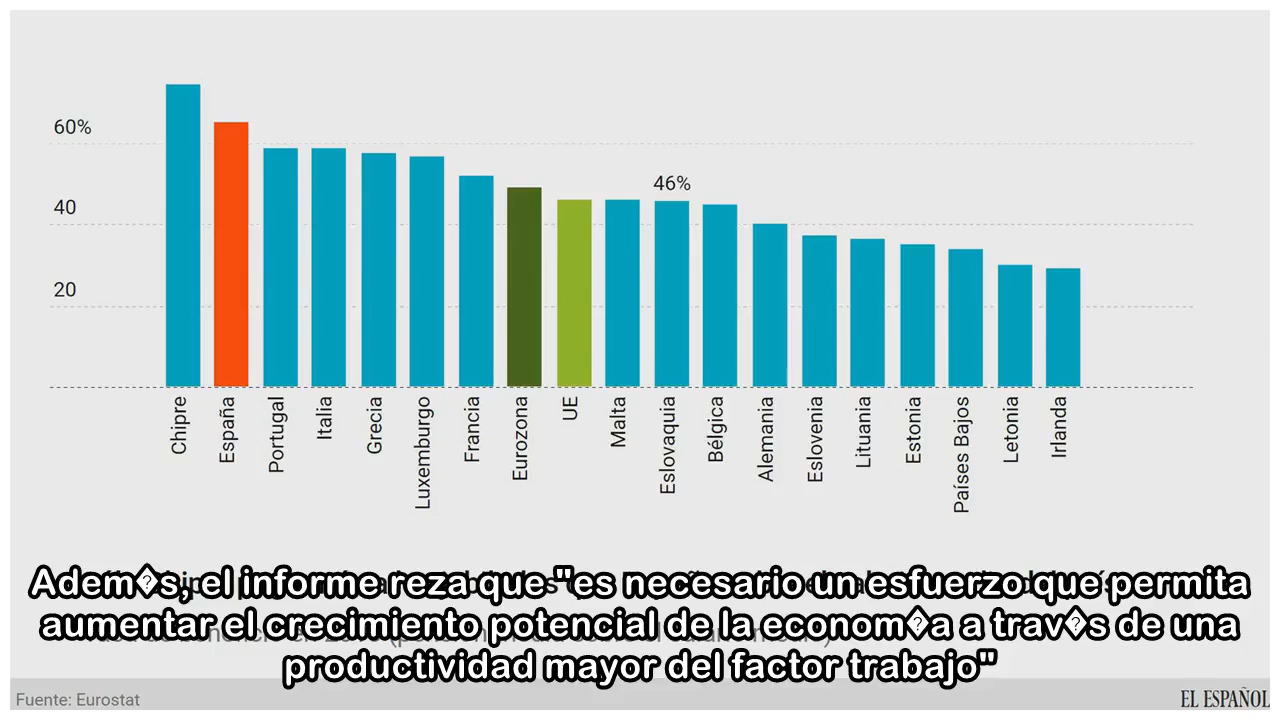 60%
46%
40
20
Chipre
España
Portugal
Italia
Grecia
Luxemburgo
Francia
Eurozona
UE
Malta
Eslovaquia
Bélgica
Alemania
Eslovenia
Lituania
Estonia
Países Bajos
Letonia
Irlanda
Adem�s, el informe reza que "es necesario un esfuerzo que permita
aumentar el crecimiento potencial de la econom�a a trav�s de una
productividad mayor del factor trabajo"
Fuente: Eurostat
EL ESPAÑOL